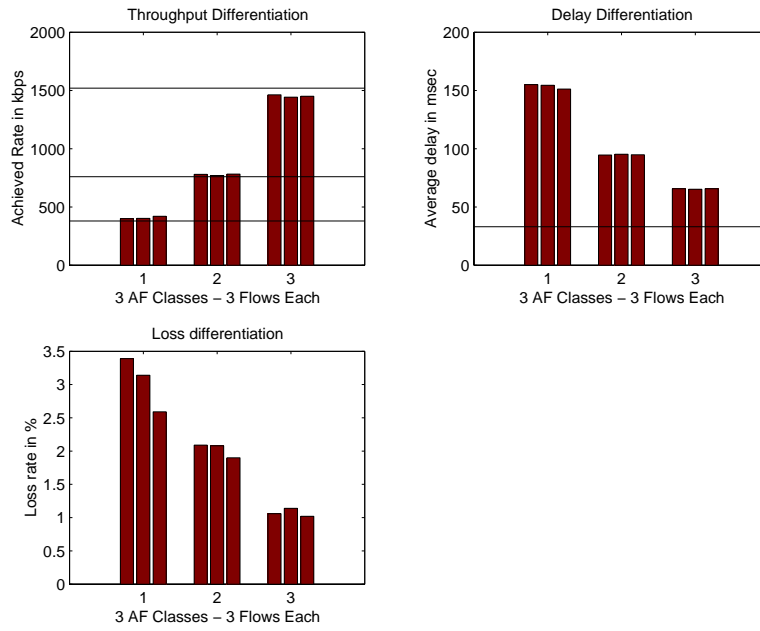 Throughput Differentiation
2000
1500
1000
500
0
Achieved Rate in kbps
1 2 3
3 AF Classes – 3 Flows Each
Delay Differentiation
200
150
100
50
0
Average delay in msec
1 2 3
3 AF Classes – 3 Flows Each
Loss differentiation
3.5
3
2.5
2
1.5
1
0.5
0
Loss rate in %
1 2 3
3 AF Classes – 3 Flows Each